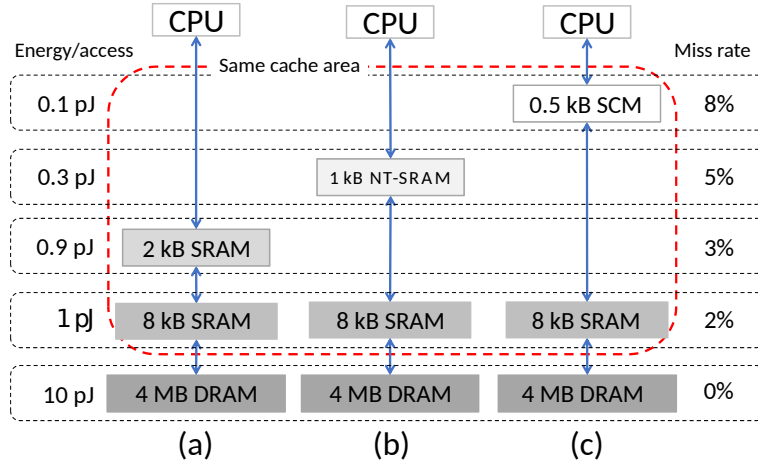 CPU CPU CPU
Energy/access Miss rate
Same cache area
0.1 pJ 0.5 kB SCM 8%
0.3 pJ 1 kB NT-SRAM 5%
0.9 pJ 2 kB SRAM 3%
1 pJ 8 kB SRAM 8 kB SRAM 8 kB SRAM 2%
10 pJ 4 MB DRAM 4 MB DRAM 4 MB DRAM 0%
(a) (b) (c)